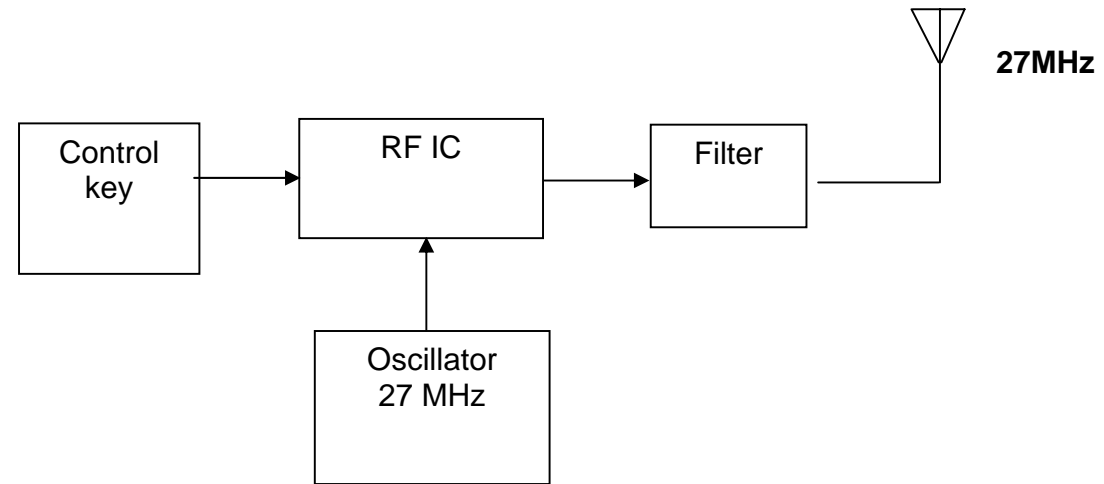 27MHz
Control
key
RF IC
Filter
Oscillator
27 MHz